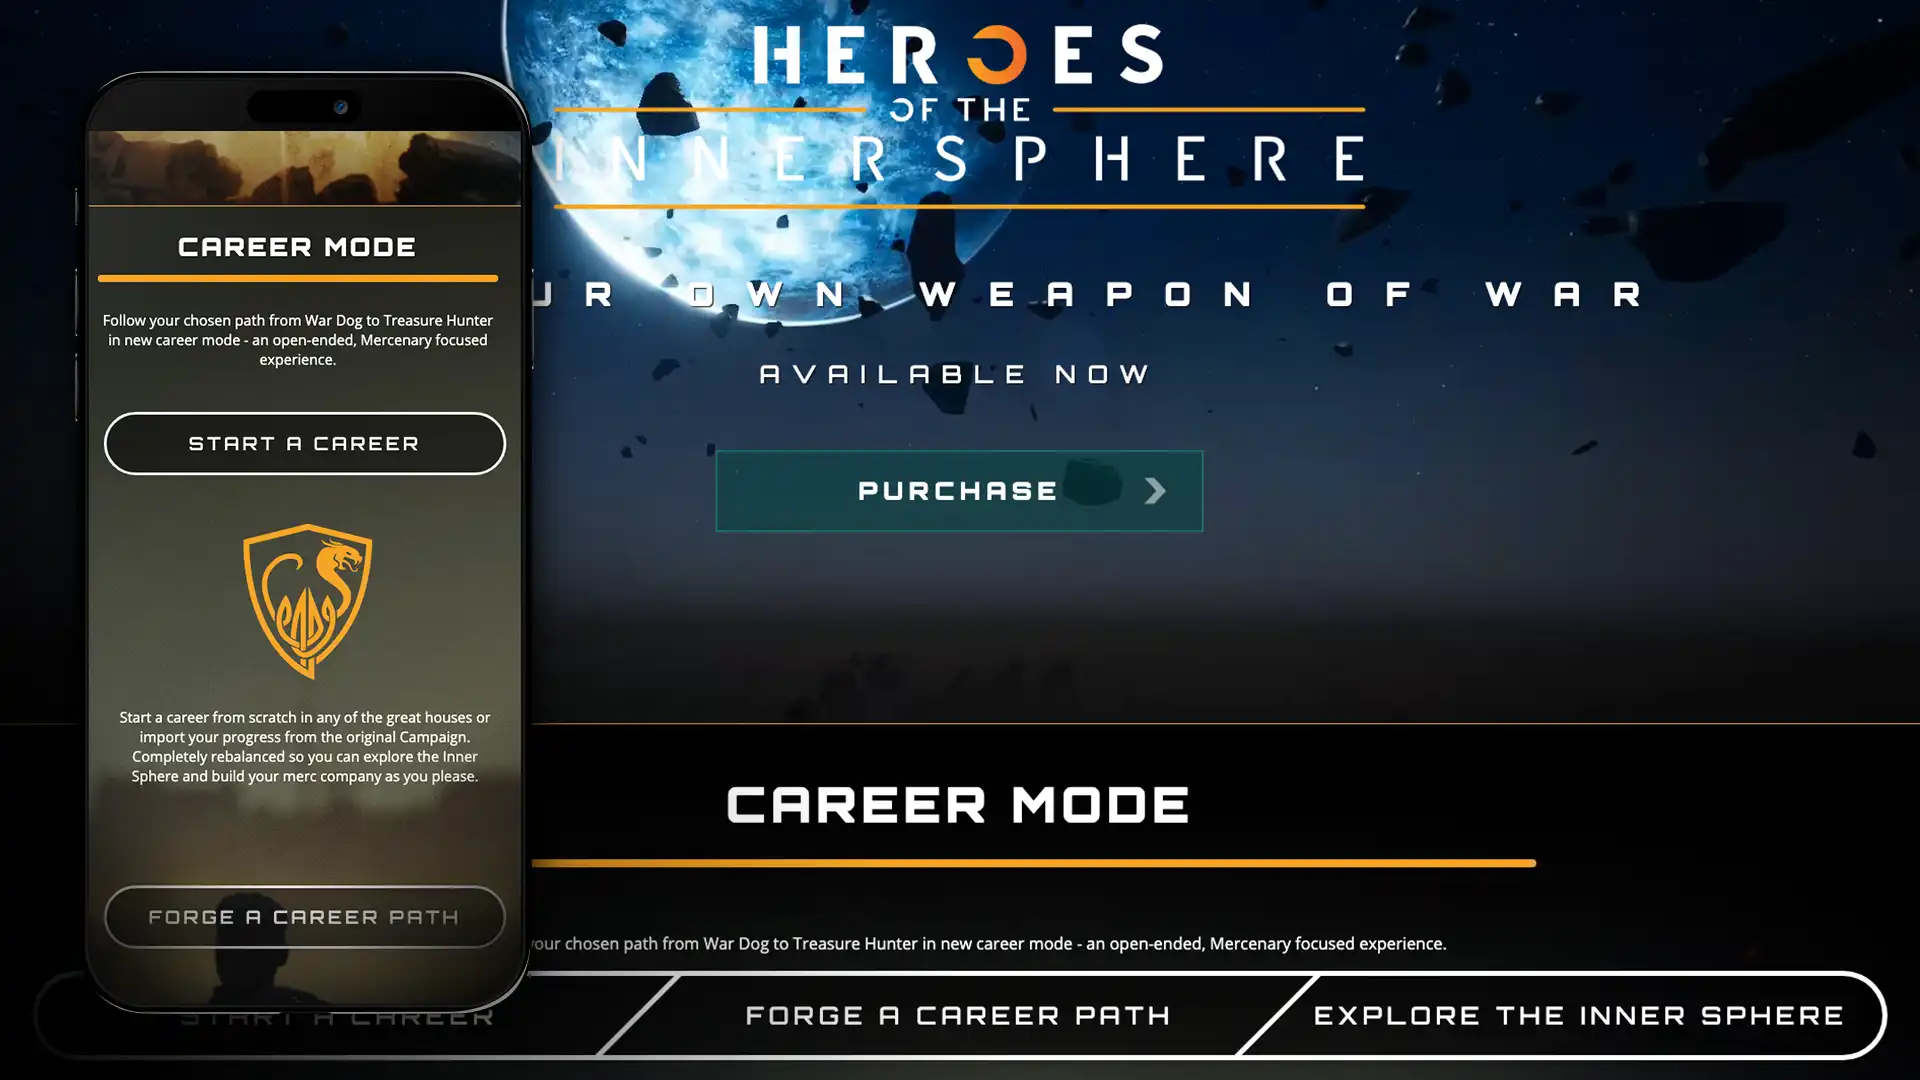 HEROES
OF THE
INNERSPHERE
OWN WEAPON OF WAR
AVAILABLE NOW
PURCHASE
CAREER MODE
Follow your chosen path from War Dog to Treasure Hunter
in new career mode - an open-ended, Mercenary focused
experience.
START A CAREER
Start a career from scratch in any of the great houses or
import your progress from the original Campaign.
Completely rebalanced so you can explore the Inner
Sphere and build your merc company as you please.
FORGE A CAREER PATH
CAREER MODE
your chosen path from War Dog to Treasure Hunter in new career mode - an open-ended, Mercenary focused experience.
START A CAREER
FORGE A CAREER PATH
EXPLORE THE INNER SPHERE